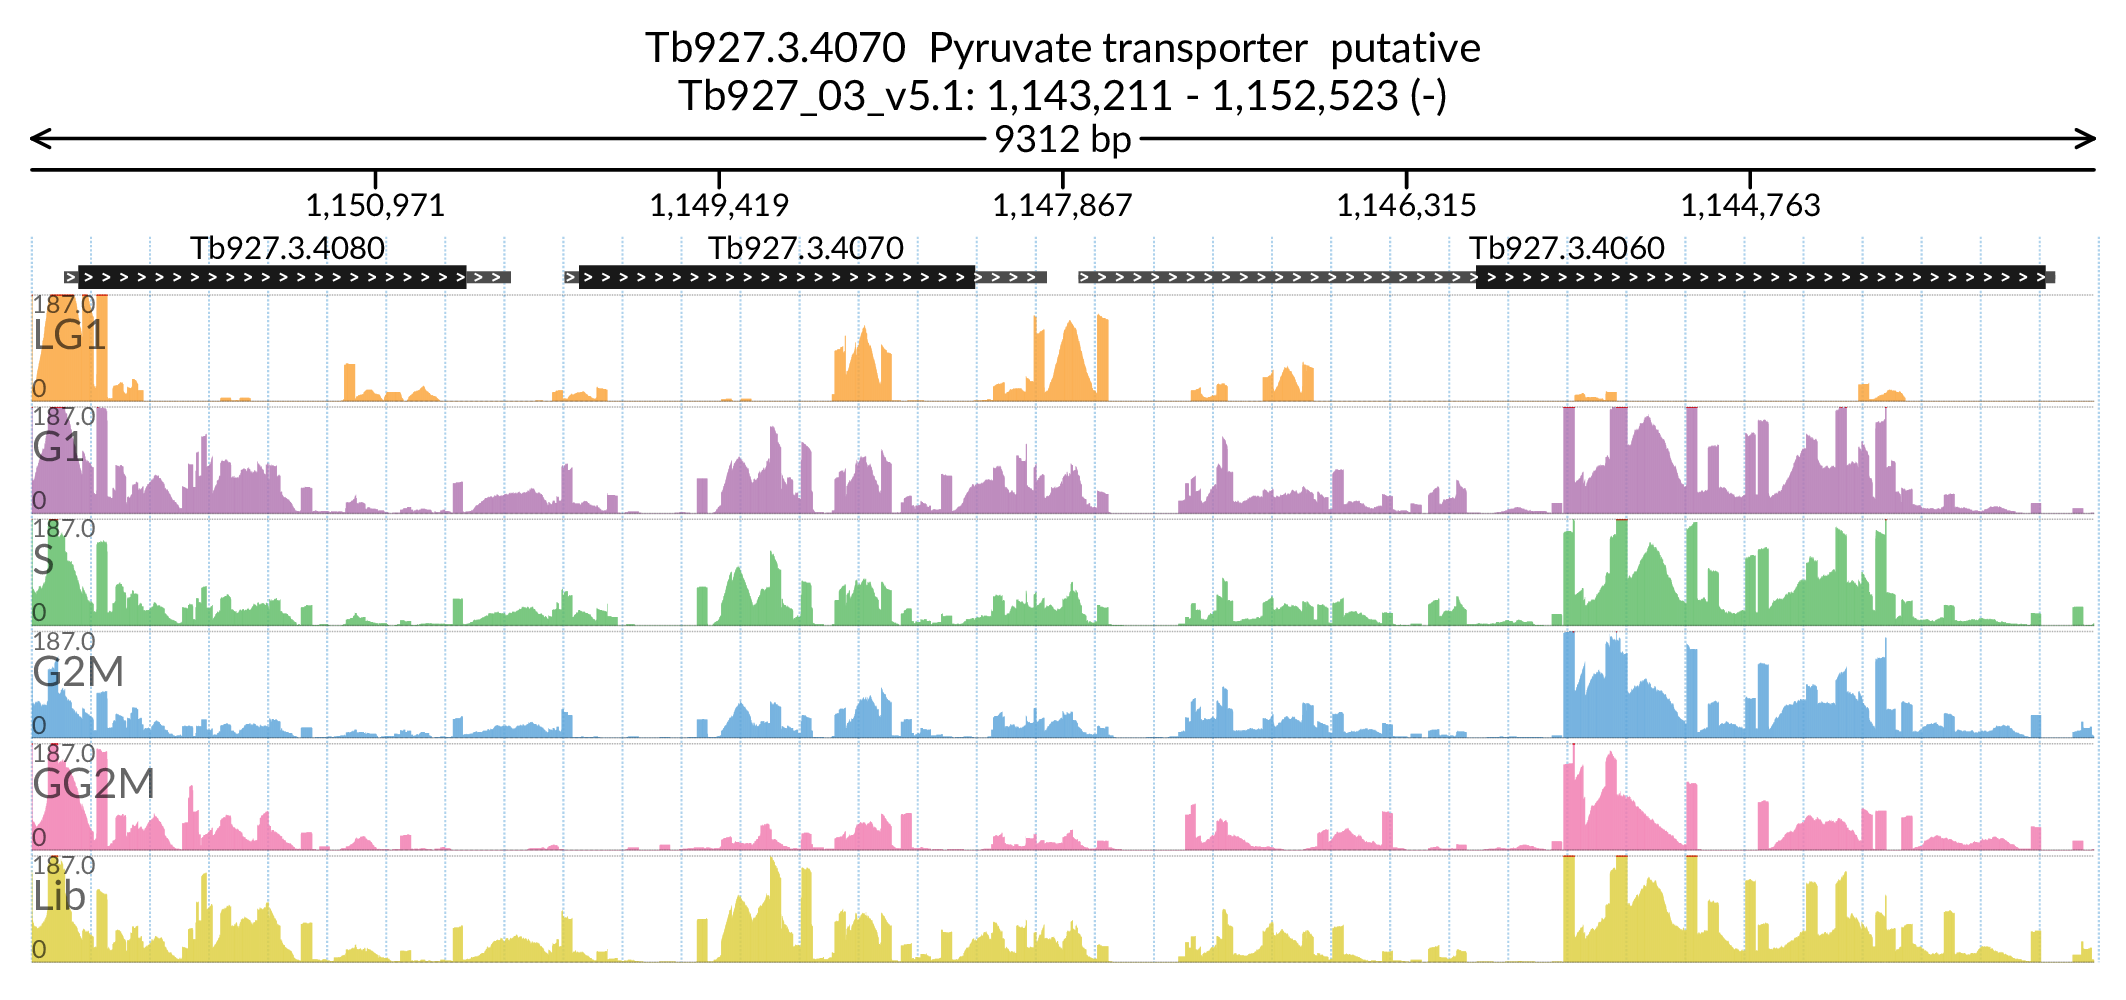 Tb927.3.4070  Pyruvate transporter  putative
Tb927_03_v5.1: 1,143,211 - 1,152,523 (-)
9312 bp
1,150,971 1,149,419 1,147,867 1,146,315 1,144,763
Tb927.3.4080 Tb927.3.4070 Tb927.3.4060
187.0
LG1
0
187.0
G1
0
187.0
S
0
187.0
G2M
0
187.0
GG2M
0
187.0
Lib
0